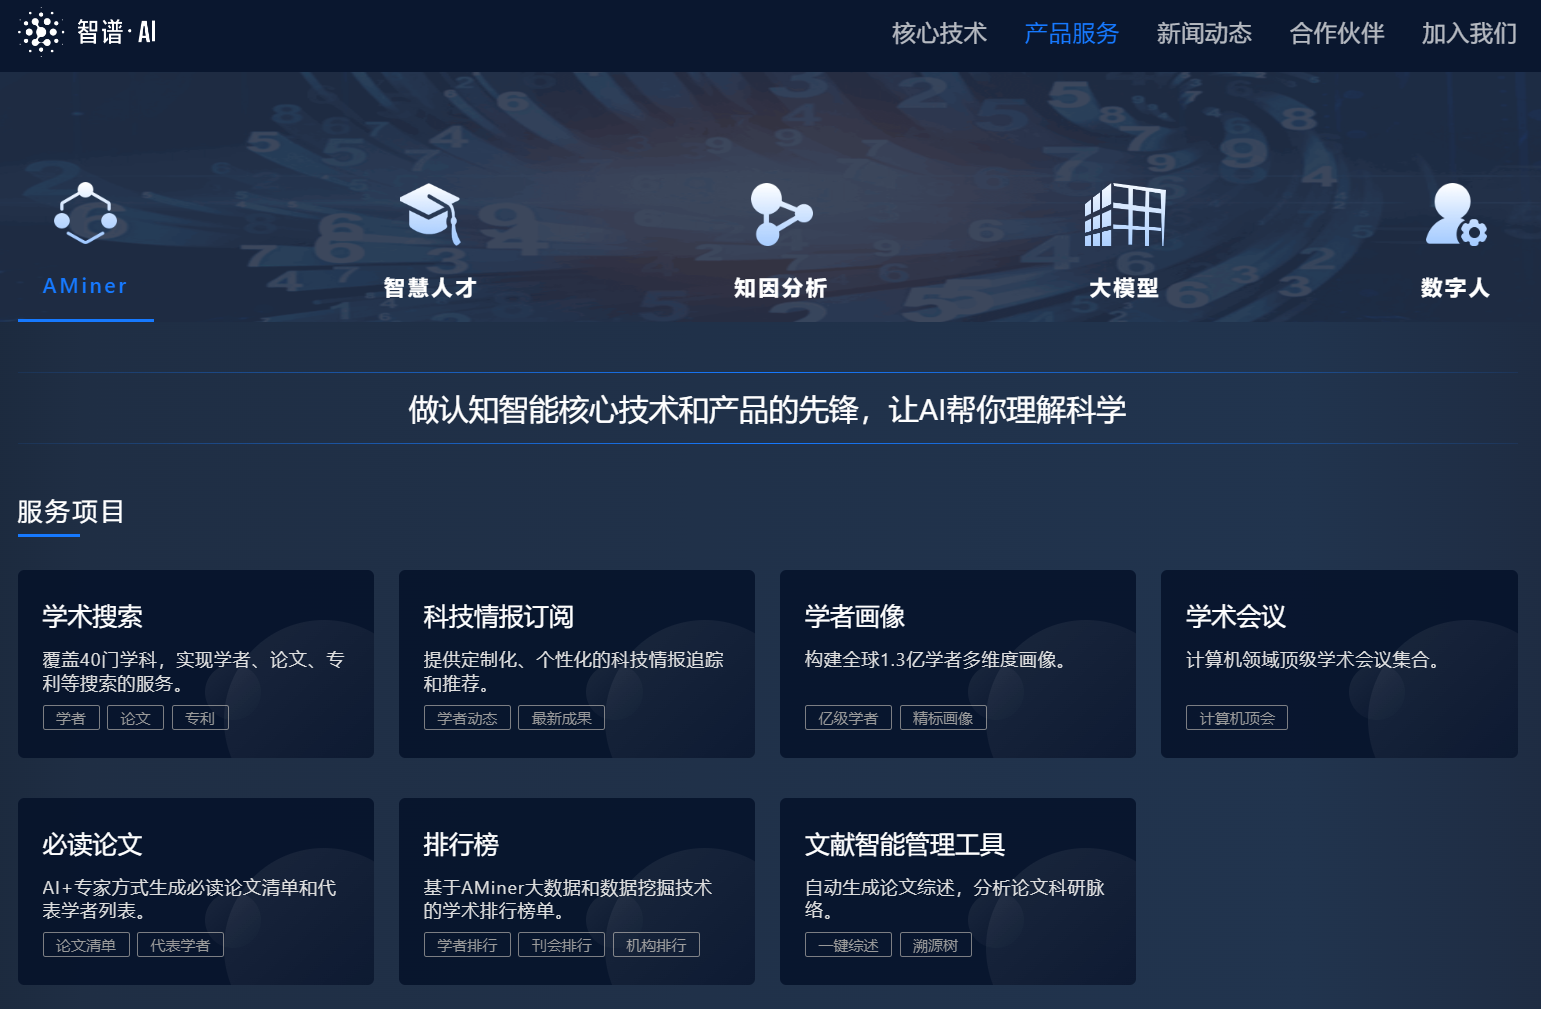 智谱·AI
核心技术 产品服务 新闻动态 合作伙伴 加入我们
AMiner 智慧人才 知因分析 大模型 数字人
做认知智能核心技术和产品的先锋，让AI帮你理解科学
服务项目
学术搜索
覆盖40门学科，实现学者、论文、专
利等搜索的服务。
学者 论文 专利
科技情报订阅
提供定制化、个性化的科技情报追踪
和推荐。
学者动态 最新成果
学者画像
构建全球1.3亿学者多维度画像。
亿级学者 精标画像
学术会议
计算机领域顶级学术会议集合。
计算机顶会
必读论文
AI+专家方式生成必读论文清单和代
表学者列表。
论文清单 代表学者
排行榜
基于AMiner大数据和数据挖掘技术
的学术排行榜单。
学者排行 刊会排行 机构排行
文献智能管理工具
自动生成论文综述，分析论文科研脉
络。
一键综述 溯源树